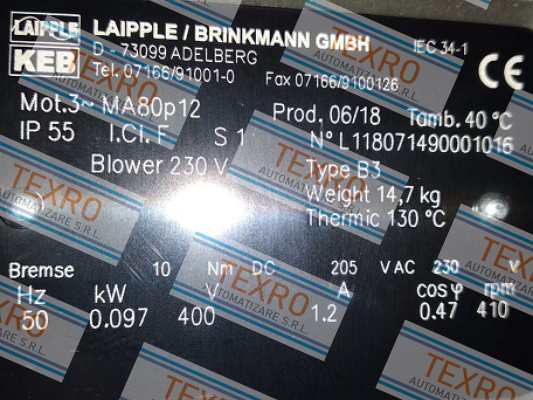 LAIPPLE
KEB
LAIPPLE / BRINKMANN GMBH
D - 73099 ADELBERG
Tel. 07166/91001-0 Fax 07166/9100126
IEC 34-1
CE
Mot.3~ MA80p12 Prod. 06/18 Tamb. 40 °C
IP 55 I.Cl. F S 1 N° L118071490001016
Blower 230 V Type B3
Weight 14,7 kg
Thermic 130 °C
Bremse 10 Nm DC 205 V AC 230 V
Hz kW V A cosφ rpm
50 0.097 400 1.2 0.47 410
TEXRO
AUTOMATIZARE S.R.L.